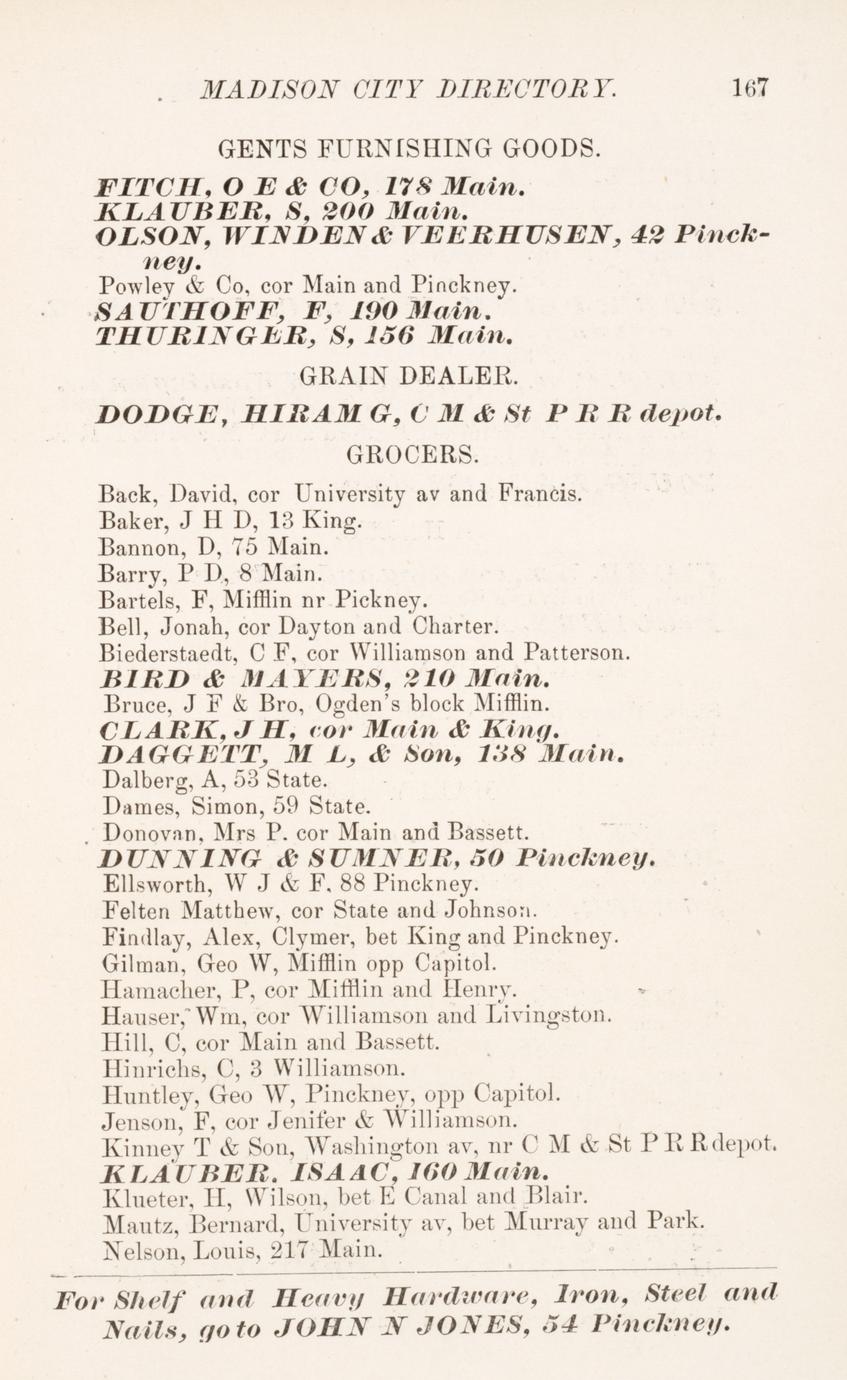 MADISON CITY DIRECTORY. 167
GENTS FURNISHING GOODS.
FITCH, O E & CO, 178 Main.
KLAUBER, S, 200 Main.
OLSON, WINDEN & VEERHUSEN, 42 Pinck-
ney.
Powley & Co, cor Main and Pinckney.
SAUTHOFF, F, 190 Main.
THURINGER, S, 156 Main.
GRAIN DEALER.
DODGE, HIRAM G, C M & St P R R depot.
GROCERS.
Back, David, cor University av and Francis.
Baker, J H D, 13 King.
Bannon, D, 75 Main.
Barry, P D, 8 Main.
Bartels, F, Mifflin nr Pickney.
Bell, Jonah, cor Dayton and Charter.
Biederstaedt, C F, cor Williamson and Patterson.
BIRD & MAYERS, 210 Main.
Bruce, J F & Bro, Ogden's block Mifflin.
CLARK, J H, cor Main & King.
DAGGETT, M L, & Son, 138 Main.
Dalberg, A, 53 State.
Dames, Simon, 59 State.
Donovan, Mrs P. cor Main and Bassett.
DUNNING & SUMNER, 50 Pinckney.
Ellsworth, W J & F, 88 Pinckney.
Felten Matthew, cor State and Johnson.
Findlay, Alex, Clymer, bet King and Pinckney.
Gilman, Geo W, Mifflin opp Capitol.
Hamacher, P, cor Mifflin and Henry.
Hauser, Wm, cor Williamson and Livingston.
Hill, C, cor Main and Bassett.
Hinrichs, C, 3 Williamson.
Huntley, Geo W, Pinckney, opp Capitol.
Jenson, F, cor Jenifer & Williamson.
Kinney T & Son, Washington av, nr C M & St P R R depot.
KLAUBER. ISAAC, 160 Main.
Klueter, H, Wilson, bet E Canal and Blair.
Mautz, Bernard, University av, bet Murray and Park.
Nelson, Louis, 217 Main.
For Shelf and Heavy Hardware, Iron, Steel and
Nails, go to JOHN N JONES, 54 Pinckney.